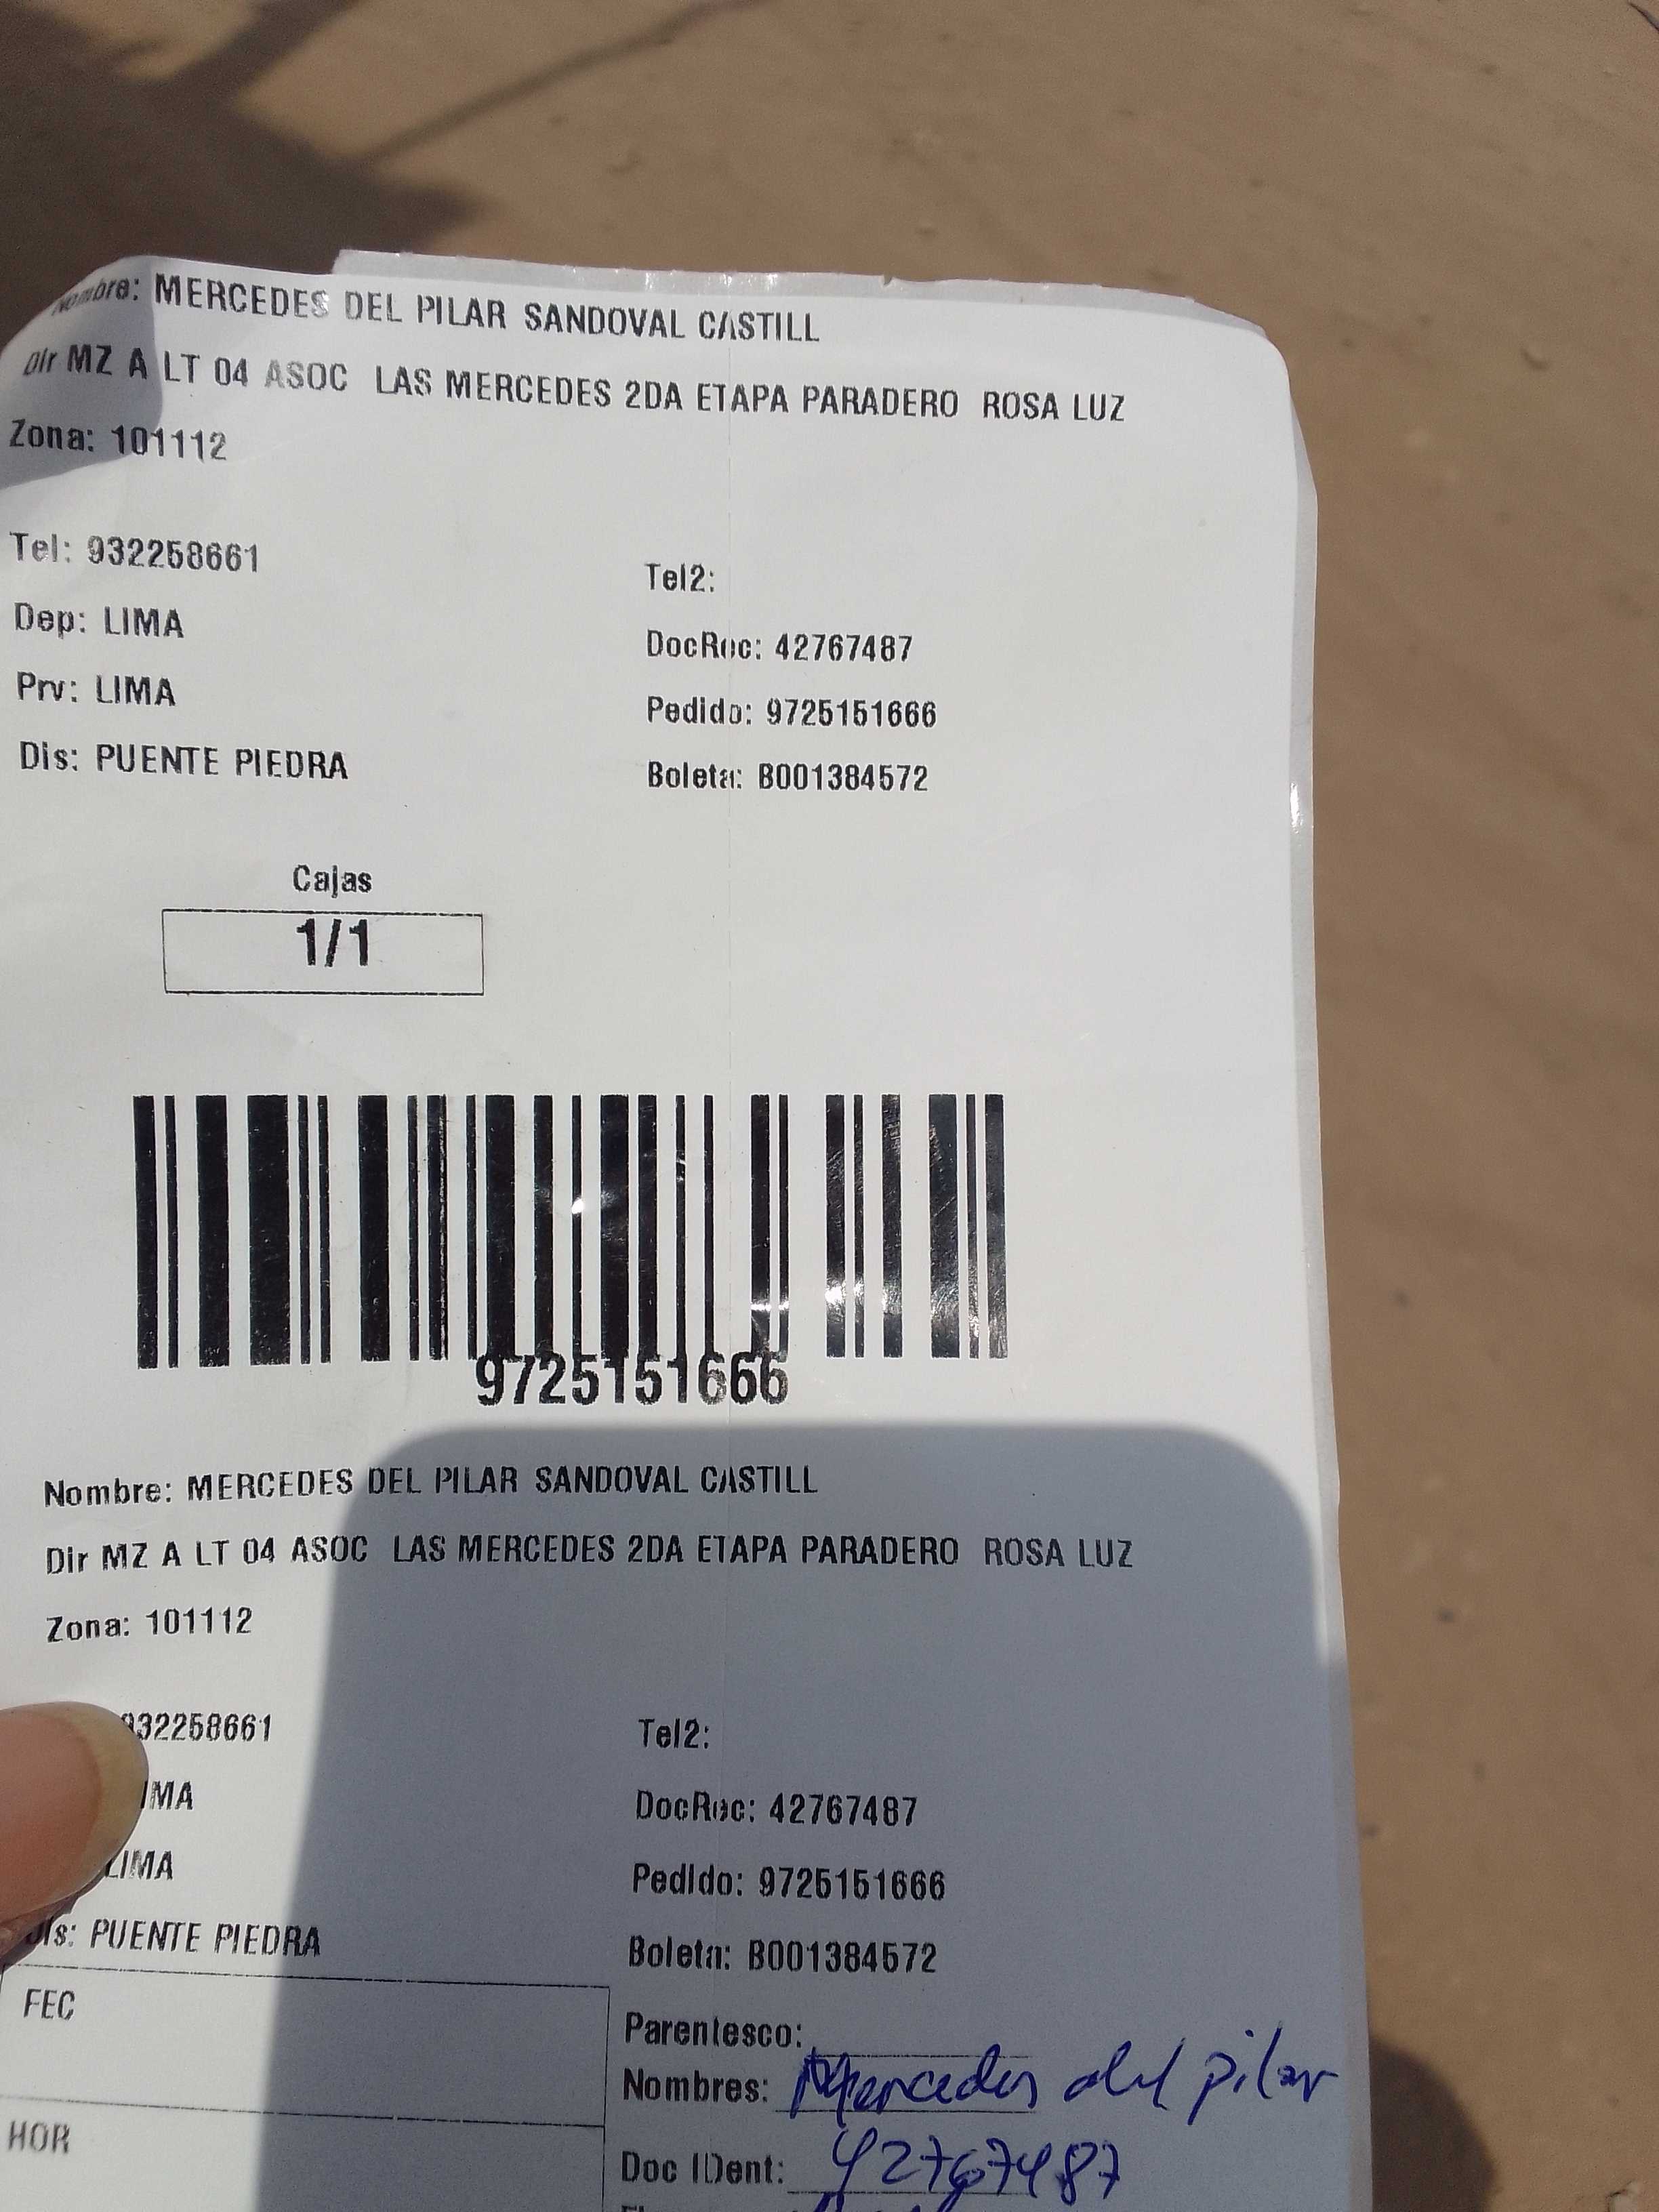 Nombre: MERCEDES DEL PILAR SANDOVAL CASTILL
Dir MZ A LT 04 ASOC LAS MERCEDES 2DA ETAPA PARADERO ROSA LUZ
Zona: 101112
Tel: 932258661
Tel2:
Dep: LIMA
DocRec: 42767487
Prv: LIMA
Pedido: 9725151666
Dis: PUENTE PIEDRA
Boleta: B001384572
Cajas
1/1
9725151666
Nombre: MERCEDES DEL PILAR SANDOVAL CASTILL
Dir MZ A LT 04 ASOC LAS MERCEDES 2DA ETAPA PARADERO ROSA LUZ
Zona: 101112
932258661
Tel2:
LIMA
DocRec: 42767487
LIMA
Pedido: 9725151666
Dis: PUENTE PIEDRA
Boleta: B001384572
FEC
Parentesco:
Nombres: Mercedes del pilar
HOR
Doc IDent: 42767487